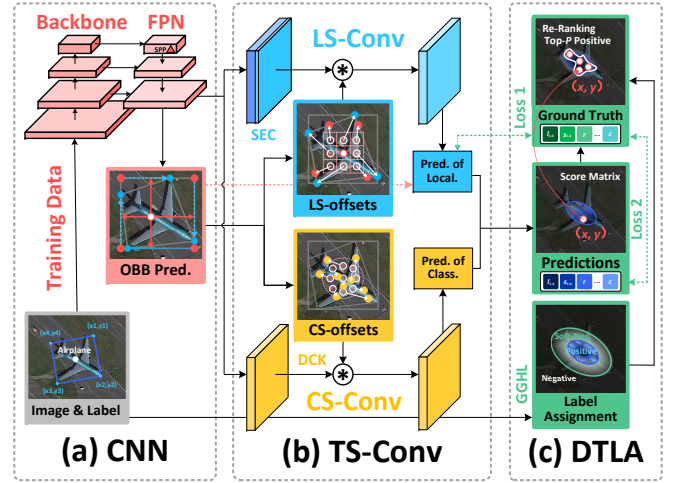 Backbone
FPN
SPP
Training Data
OBB Pred.
(x4,y4)
(x1,y1)
Airplane
(x3,y3)
(x2,y2)
Image & Label
(a) CNN
LS-Conv
SEC
LS-offsets
Pred. of
Local.
CS-offsets
Pred. of
Class.
DCK
CS-Conv
(b) TS-Conv
Re-Ranking
Top-P Positive
(x, y)
Loss 1
Ground Truth
r
...
c
Score Matrix
(x, y)
Loss 2
Predictions
r
...
c
GGHL
Positive
Negative
Label
Assignment
(c) DTLA